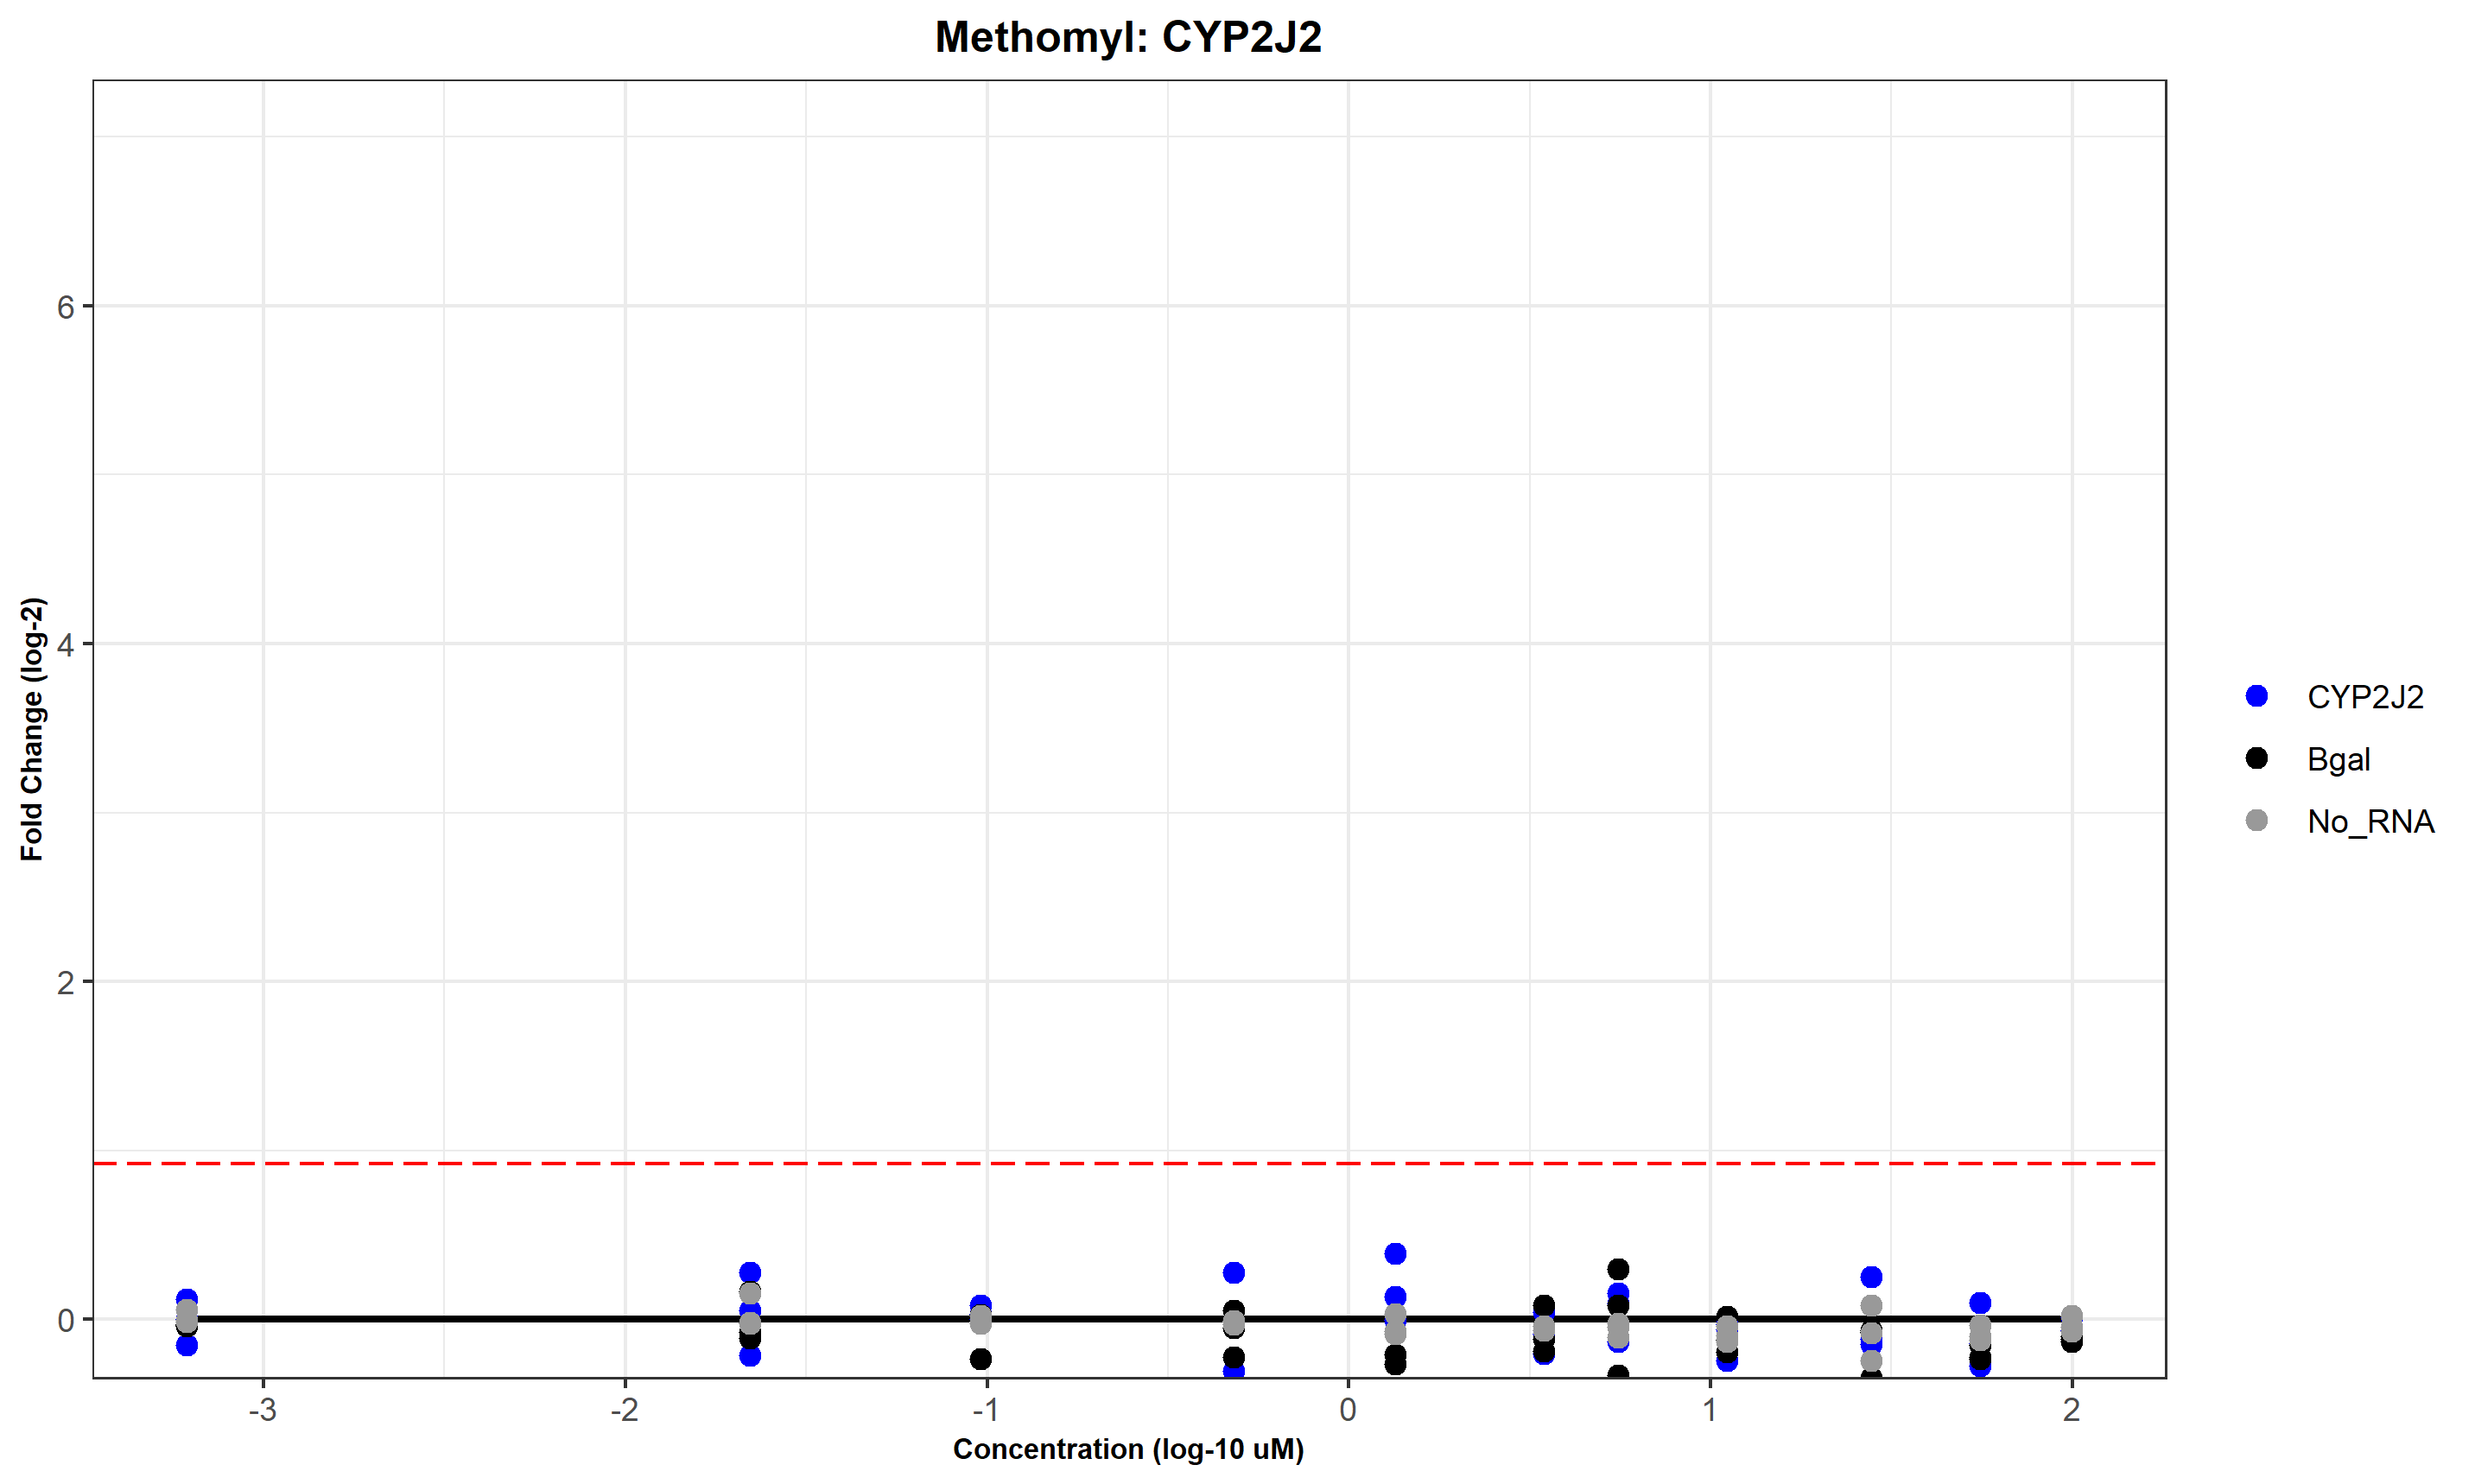 Methomyl: CYP2J2
Fold Change (log-2)
6
4
2
0
-3
-2
-1
0
1
2
Concentration (log-10 uM)
CYP2J2
Bgal
No_RNA